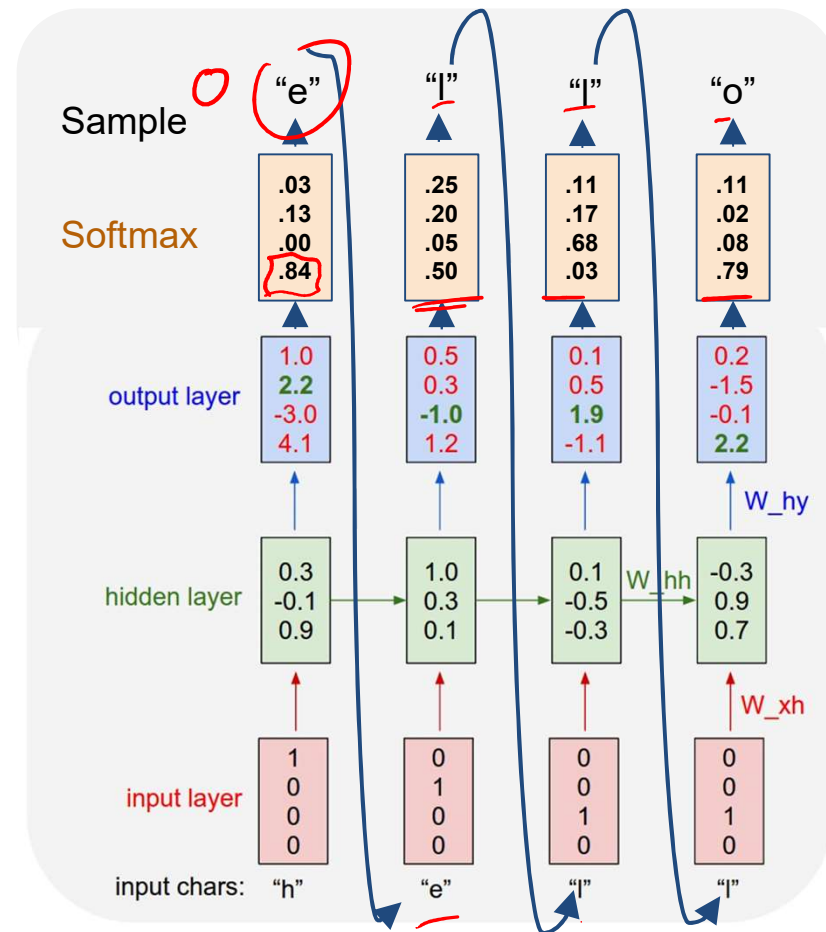 “e” “l” “l” “o”
Sample
.03 .25 .11 .11
.13 .20 .17 .02
.00 .05 .68 .08
.84 .50 .03 .79
Softmax
1.0 0.5 0.1 0.2
2.2 0.3 0.5 -1.5
-3.0 -1.0 1.9 -0.1
4.1 1.2 -1.1 2.2
output layer
W_hy
0.3 1.0 0.1 -0.3
-0.1 0.3 -0.5 0.9
0.9 0.1 -0.3 0.7
hidden layer
W_hh
W_xh
1 0 0 0
0 1 0 0
0 0 1 1
0 0 0 0
input layer
input chars: “h” “e” “l” “l”